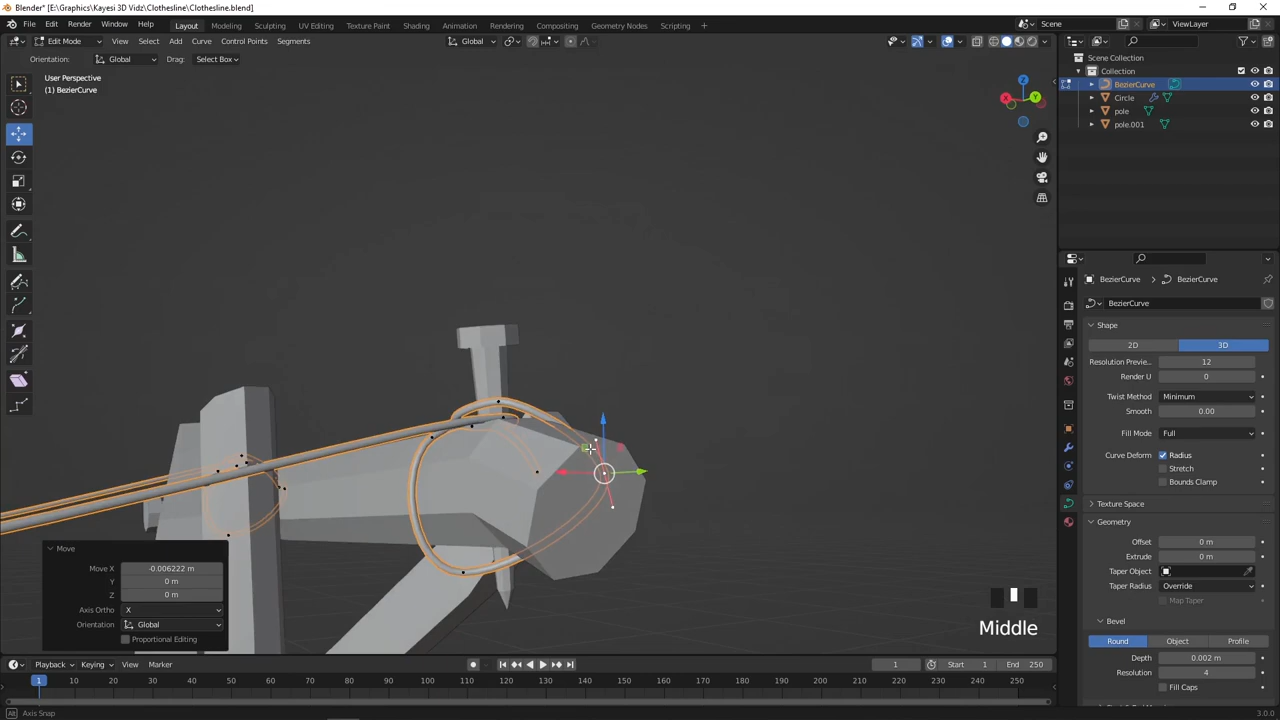 Blender* [E:\Graphics\Kayesi 3D Vidz\Clothesline\Clothesline.blend]
File Edit Render Window Help Layout Modeling Sculpting UV Editing Texture Paint Shading Animation Rendering Compositing Geometry Nodes Scripting + Scene ViewLayer
Edit Mode View Select Add Curve Control Points Segments Global
Orientation: Global Drag: Select Box
User Perspective
(1) BezierCurve
Scene Collection
Collection
BezierCurve
Circle
pole
pole.001
Z
X
Y
BezierCurve > BezierCurve
BezierCurve
Shape
2D 3D
Resolution Previe... 12
Render U 0
Twist Method Minimum
Smooth 0.00
Fill Mode Full
Curve Deform Radius
Stretch
Bounds Clamp
Texture Space
Geometry
Offset 0 m
Extrude 0 m
Taper Object
Taper Radius Override
Map Taper
Bevel
Round Object Profile
Depth 0.002 m
Resolution 4
Fill Caps
Move
Move X -0.006222 m
Y 0 m
Z 0 m
Axis Ortho X
Orientation Global
Proportional Editing
Middle
Playback Keying View Marker 1 Start 1 End 250
1 10 20 30 40 50 60 70 80 90 100 110 120 130 140 150 160 170 180 190 200 210 220 230 240 250
Axis Snap 3.0.0